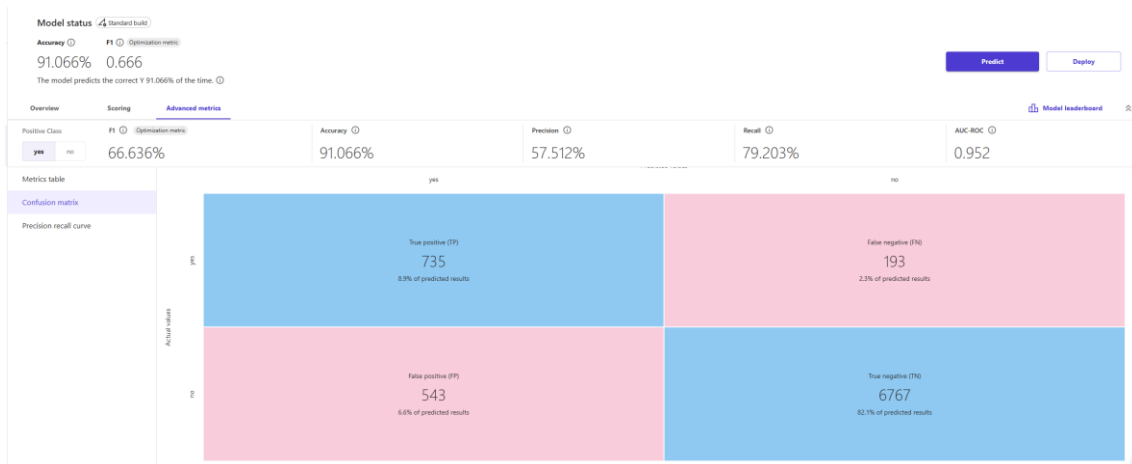 Model status Standard build
Accuracy F1 Optimization metric
91.066% 0.666
The model predicts the correct Y 91.066% of the time.
Predict Deploy
Overview Scoring Advanced metrics Model leaderboard
Positive Class F1 Optimization metric Accuracy Precision Recall AUC-ROC
yes no 66.636% 91.066% 57.512% 79.203% 0.952
Metrics table
yes no
Confusion matrix
Precision recall curve
Actual values
yes
True positive (TP) False negative (FN)
735 193
8.9% of predicted results 2.3% of predicted results
no
False positive (FP) True negative (TN)
543 6767
6.6% of predicted results 82.1% of predicted results